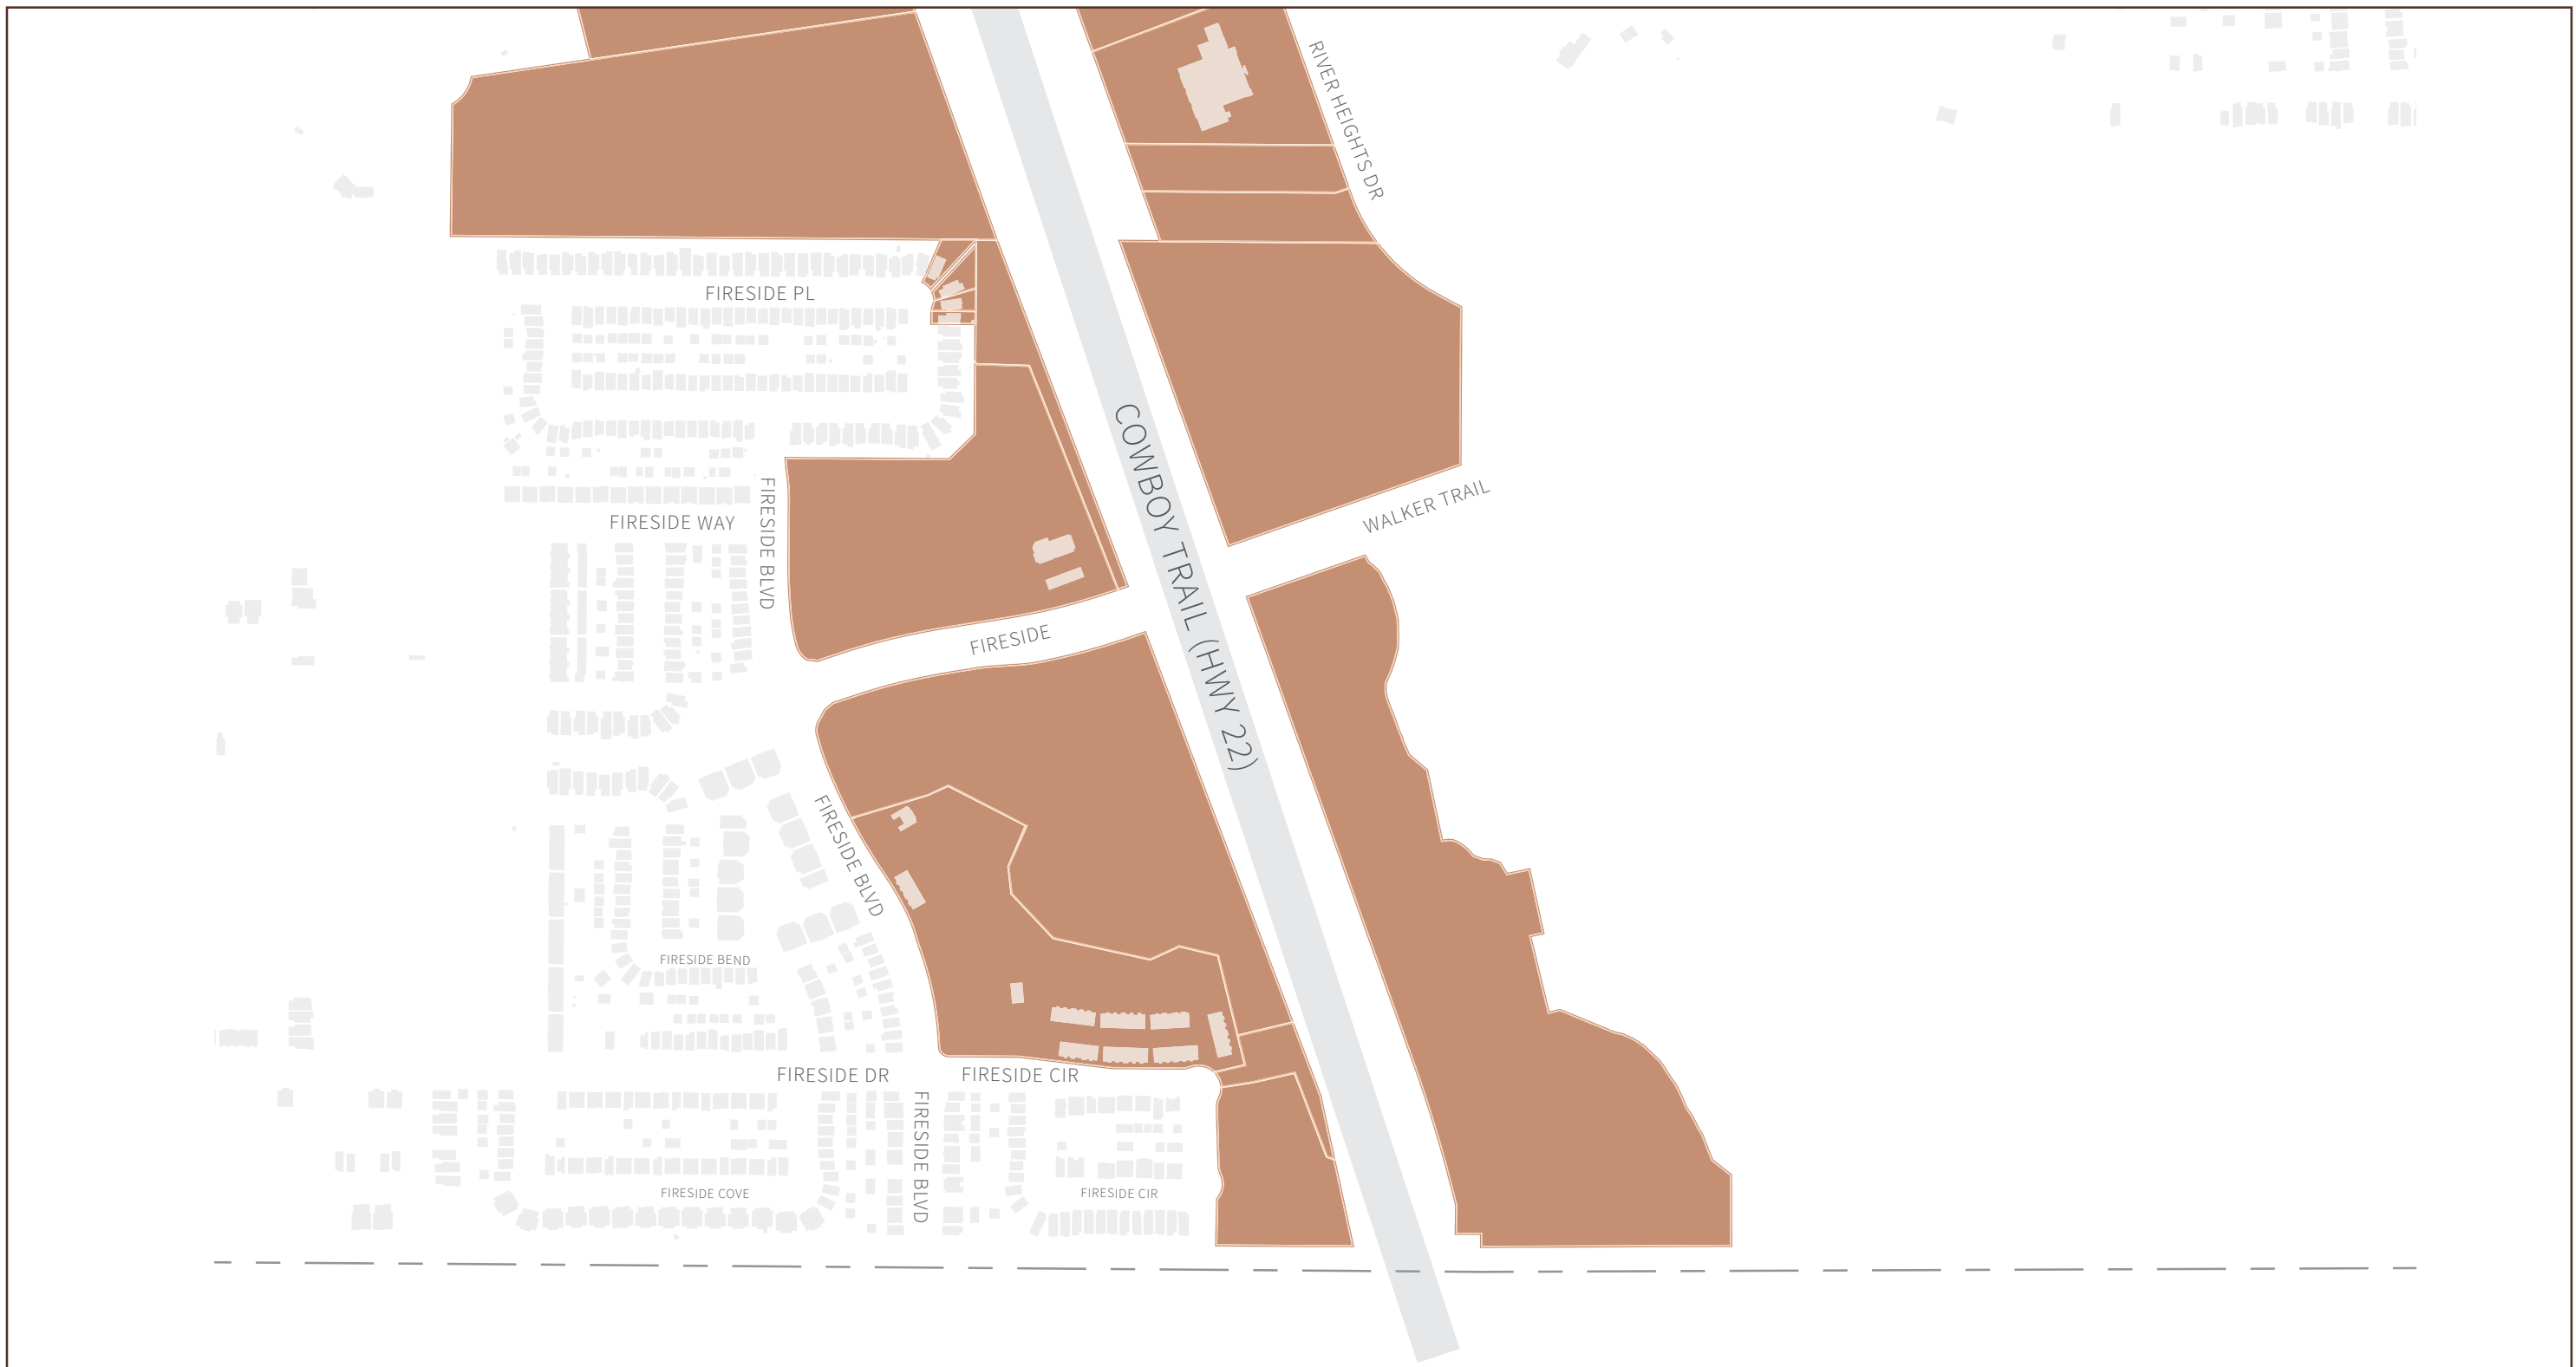 RIVER HEIGHTS DR
FIRESIDE PL
COWBOY TRAIL (HWY 22)
WALKER TRAIL
FIRESIDE WAY
FIRESIDE BLVD
FIRESIDE
FIRESIDE BLVD
FIRESIDE BEND
FIRESIDE DR
FIRESIDE CIR
FIRESIDE BLVD
FIRESIDE COVE
FIRESIDE CIR